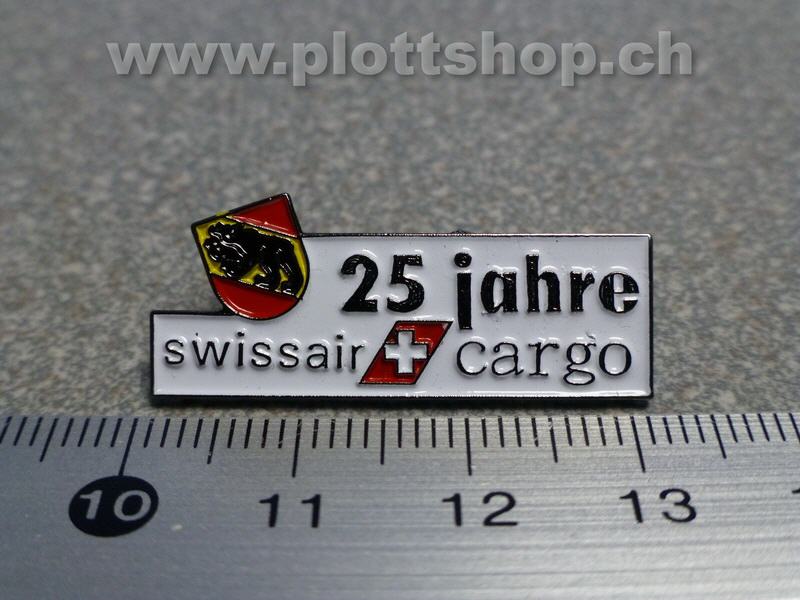 www.plottshop.ch
25 jahre
swissair cargo
10 11 12 13